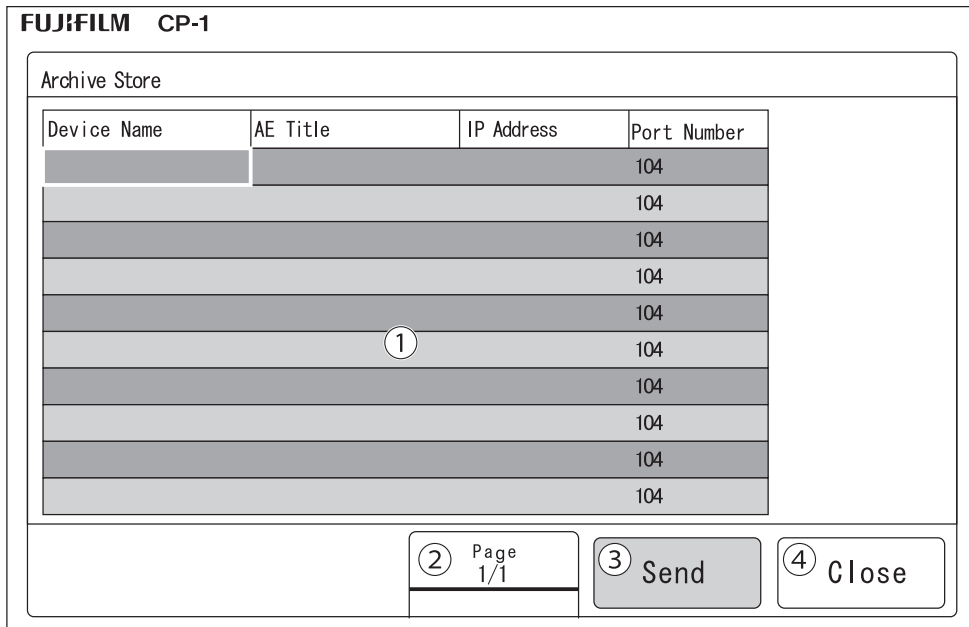 FUJIFILM CP-1
Archive Store
Device Name AE Title IP Address Port Number
104
104
104
104
104
① 104
104
104
104
104
② Page ③ Send ④ Close
1/1